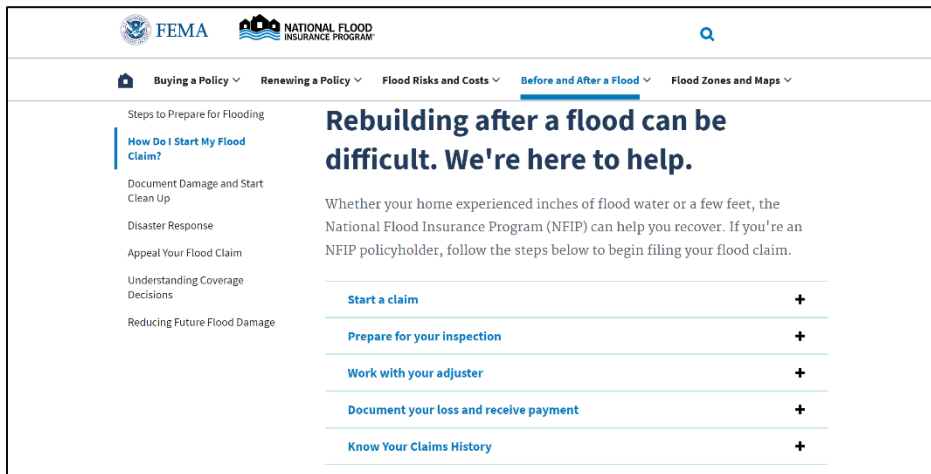 FEMA
NATIONAL FLOOD
INSURANCE PROGRAM
Buying a Policy
Renewing a Policy
Flood Risks and Costs
Before and After a Flood
Flood Zones and Maps
Steps to Prepare for Flooding
How Do I Start My Flood
Claim?
Document Damage and Start
Clean Up
Disaster Response
Appeal Your Flood Claim
Understanding Coverage
Decisions
Reducing Future Flood Damage
Rebuilding after a flood can be
difficult. We're here to help.
Whether your home experienced inches of flood water or a few feet, the
National Flood Insurance Program (NFIP) can help you recover. If you're an
NFIP policyholder, follow the steps below to begin filing your flood claim.
Start a claim
Prepare for your inspection
Work with your adjuster
Document your loss and receive payment
Know Your Claims History